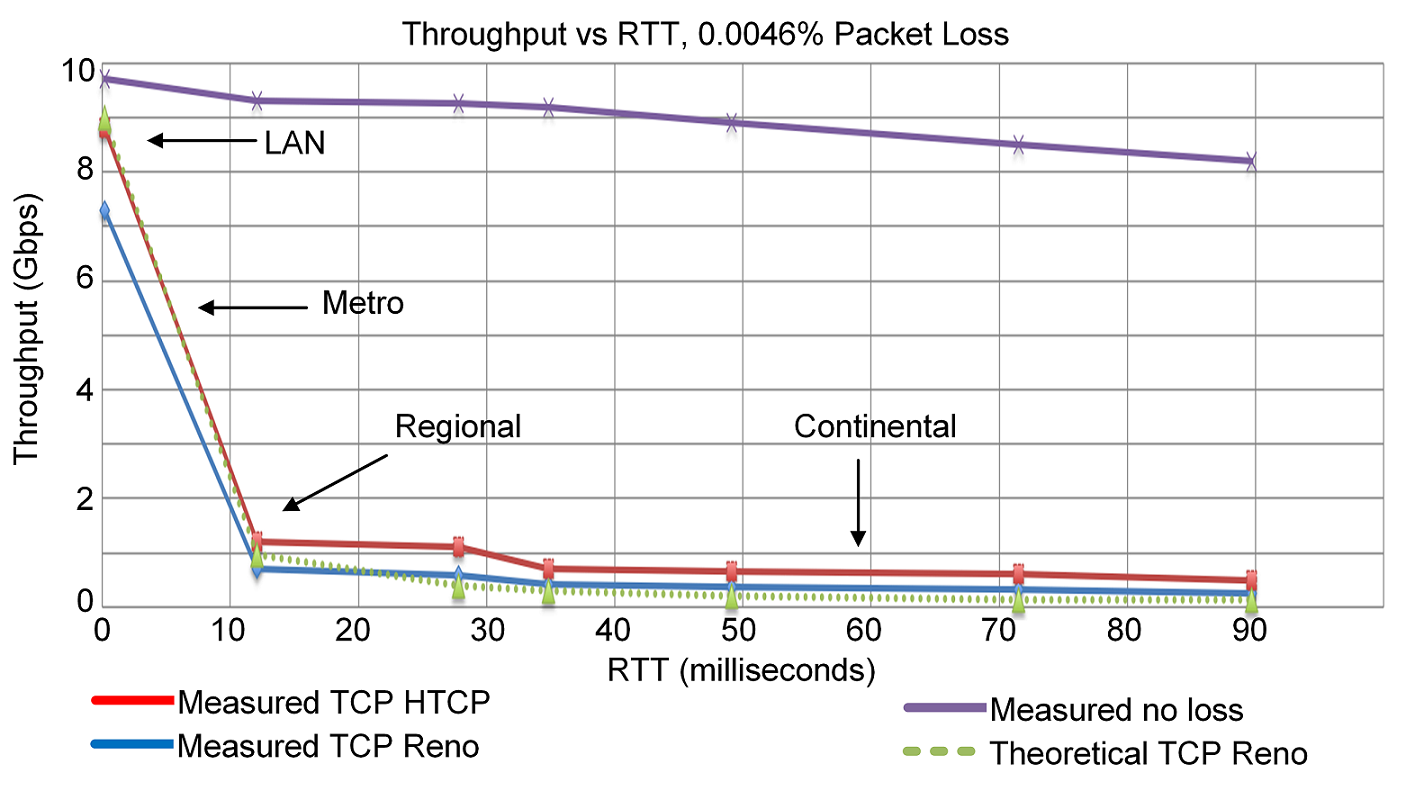 Throughput vs RTT, 0.0046% Packet Loss
Throughput (Gbps)
10
8
6
4
2
0
LAN
Metro
Regional
Continental
0 10 20 30 40 50 60 70 80 90
RTT (milliseconds)
Measured TCP HTCP
Measured TCP Reno
Measured no loss
Theoretical TCP Reno